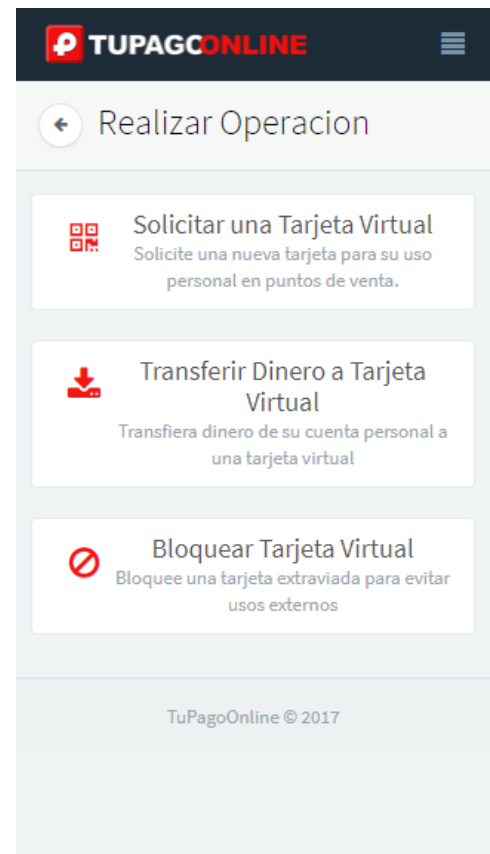 TUPAGOONLINE
Realizar Operacion
Solicitar una Tarjeta Virtual
Solicite una nueva tarjeta para su uso
personal en puntos de venta.
Transferir Dinero a Tarjeta
Virtual
Transfiera dinero de su cuenta personal a
una tarjeta virtual
Bloquear Tarjeta Virtual
Bloquee una tarjeta extraviada para evitar
usos externos
TuPagoOnline © 2017